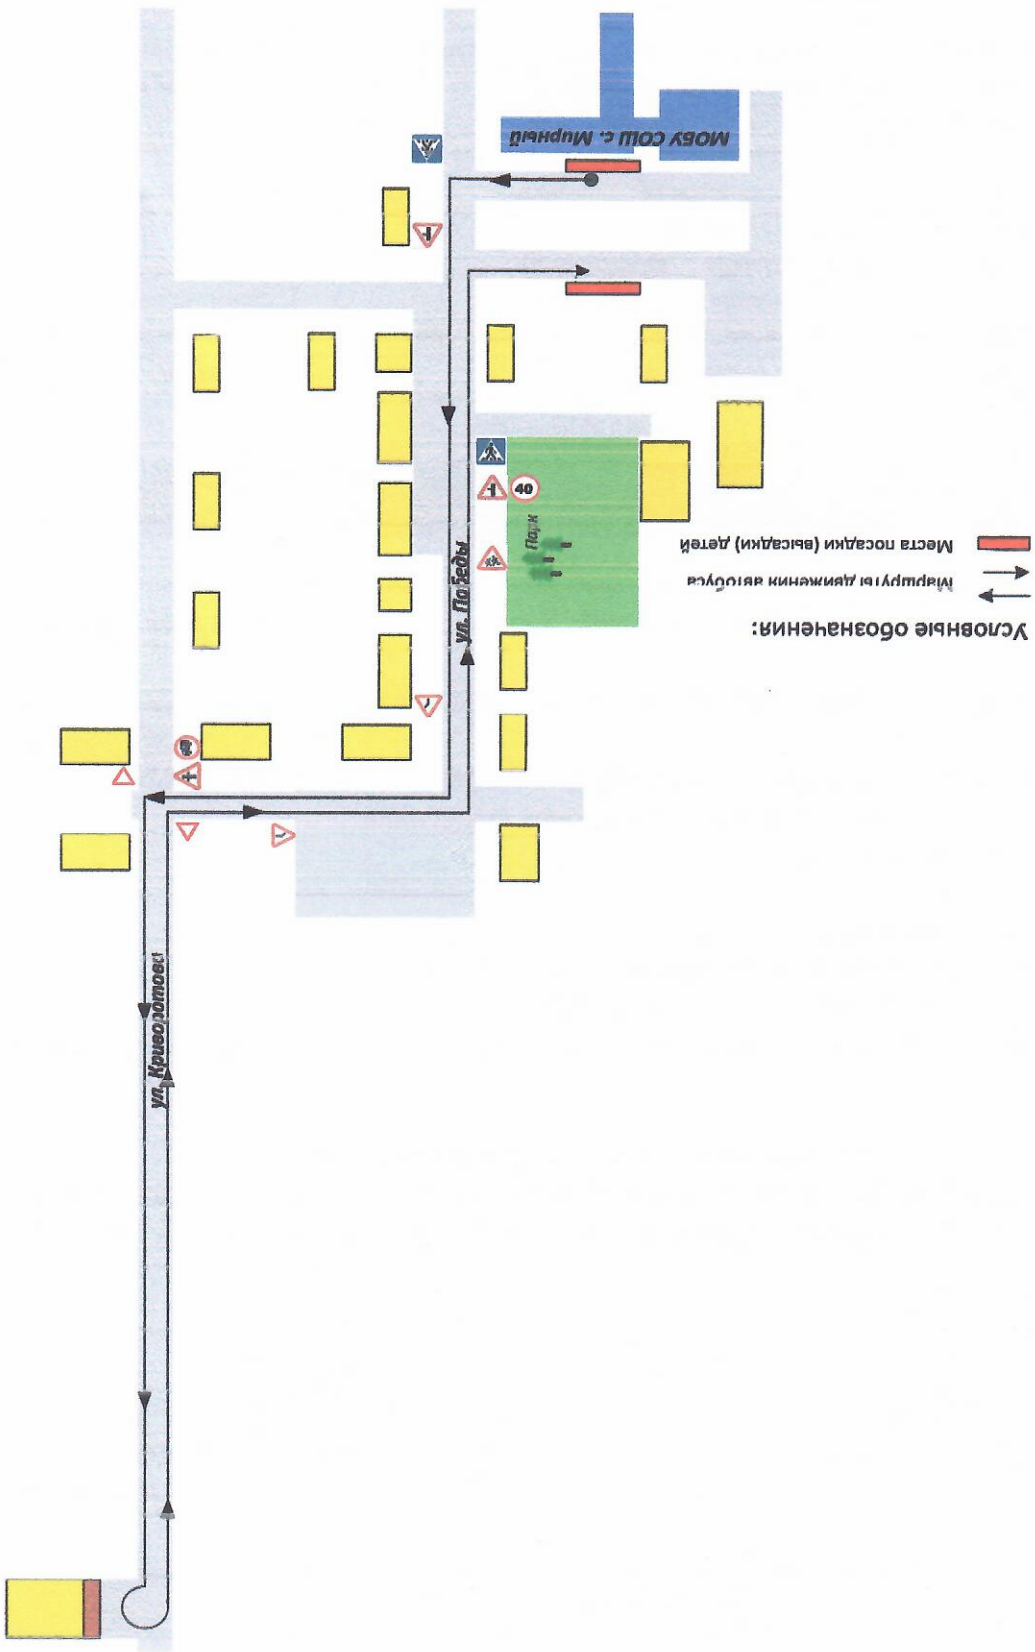 МОБУ СОШ с. Мирный
40
Парк
ул. Победы
ул. Криворотова
Условные обозначения:
Маршруты движения автобуса
Места посадки (высадки) детей